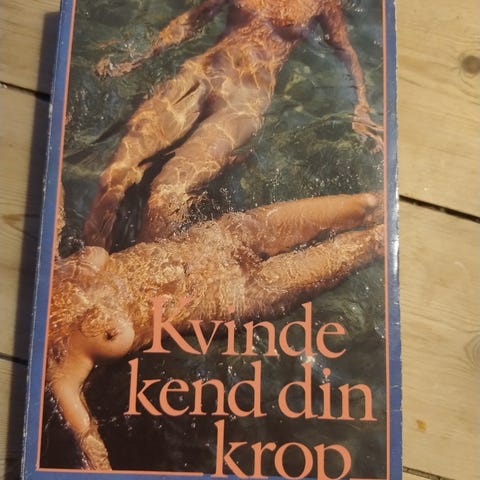 Kvinde
kend din
krop